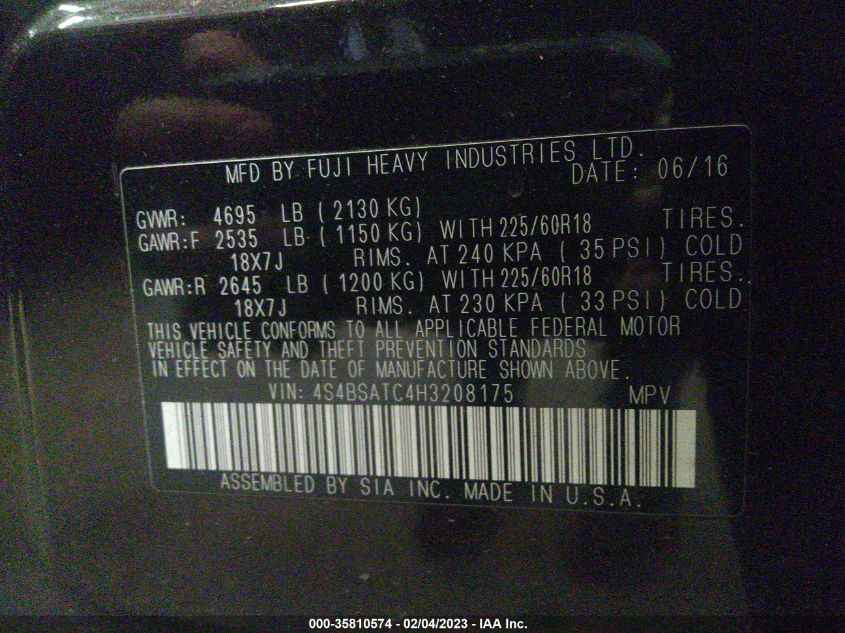 MFD BY FUJI HEAVY INDUSTRIES LTD.
DATE: 06/16
GVWR: 4695 LB ( 2130 KG)
GAWR:F 2535 LB ( 1150 KG) WITH 225/60R18 TIRES.
18X7J RIMS. AT 240 KPA ( 35 PSI) COLD
GAWR:R 2645 LB ( 1200 KG) WITH 225/60R18 TIRES.
18X7J RIMS. AT 230 KPA ( 33 PSI) COLD
THIS VEHICLE CONFORMS TO ALL APPLICABLE FEDERAL MOTOR
VEHICLE SAFETY AND THEFT PREVENTION STANDARDS
IN EFFECT ON THE DATE OF MANUFACTURE SHOWN ABOVE.
VIN: 4S4BSATC4H3208175 MPV
ASSEMBLED BY SIA INC. MADE IN U.S.A.
000-35810574 - 02/04/2023 - IAA Inc.